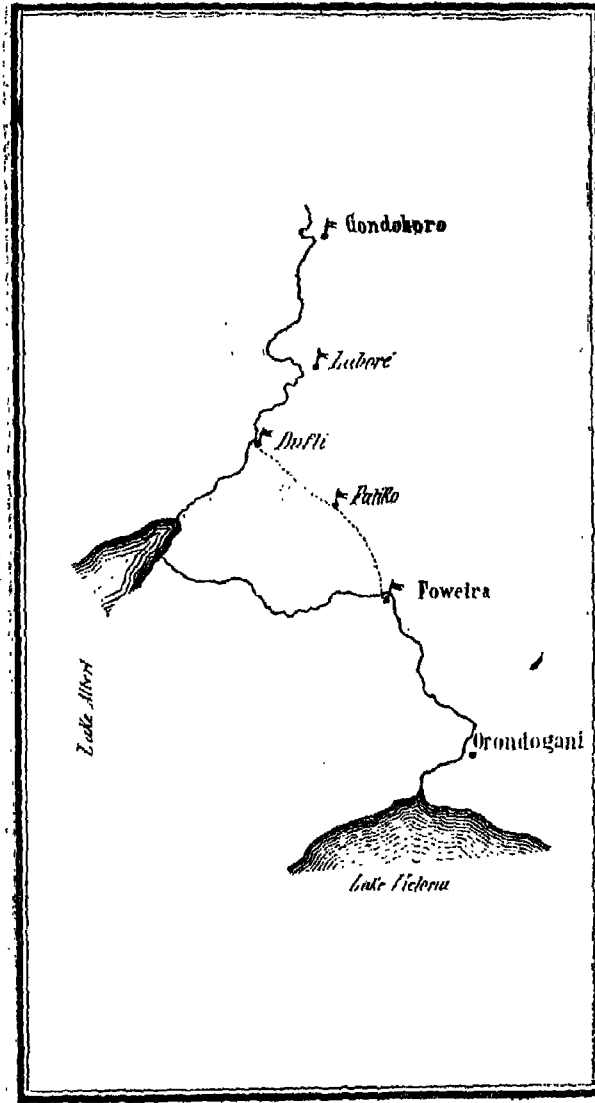 Gondokoro
Laboré
Dufli
Fatiko
Foweira
Lake Albert
Orondogani
Lake Victoria